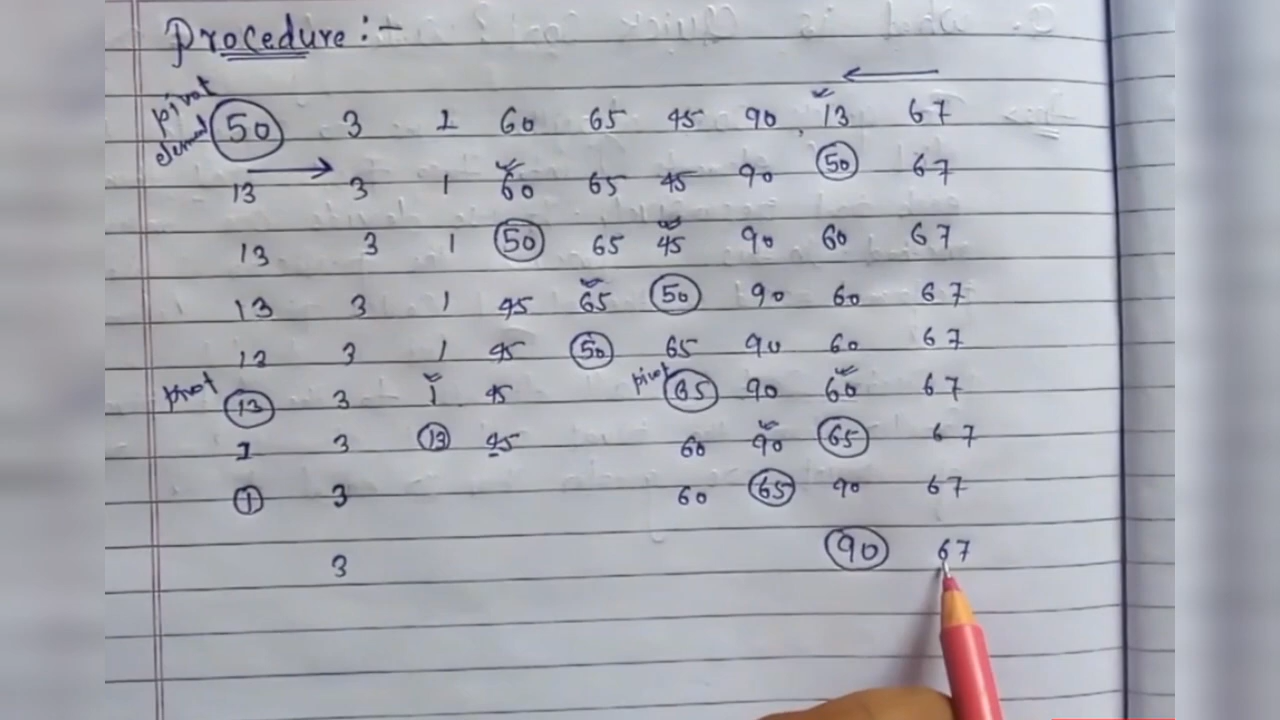 Procedure :-
pivot
element
50 3 1 60 65 45 90 13 67
13 3 1 60 65 45 90 50 67
13 3 1 50 65 45 90 60 67
13 3 1 45 65 50 90 60 67
13 3 1 45 50 65 90 60 67
pivot 13 3 1 45 pivot 65 90 60 67
1 3 13 45 60 90 65 67
1 3 60 65 90 67
3 90 67